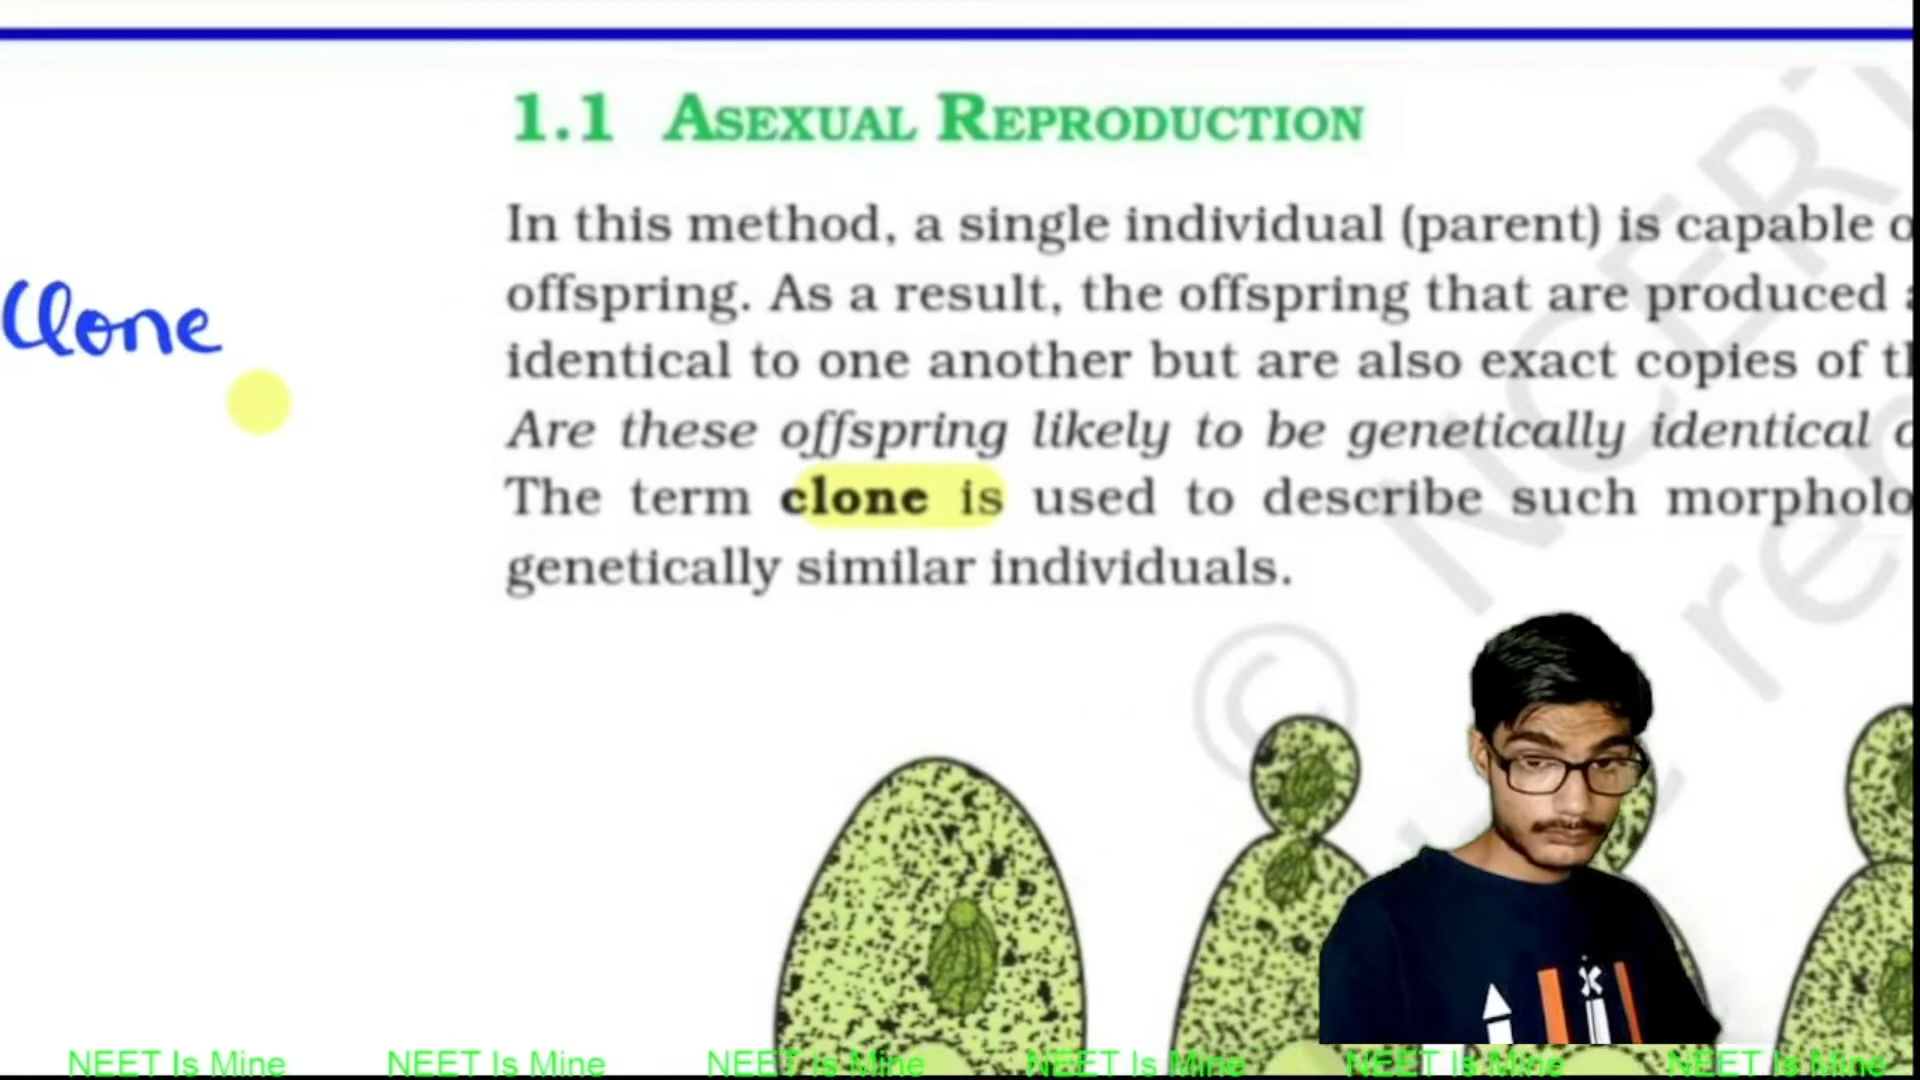 1.1 ASEXUAL REPRODUCTION
In this method, a single individual (parent) is capable
offspring. As a result, the offspring that are produced
Clone
identical to one another but are also exact copies of
Are these offspring likely to be genetically identical
The term clone is used to describe such
genetically similar individuals.
© NCERT
NEET Is Mine NEET Is Mine NEET Is Mine NEET Is Mine NEET Is Mine NEET Is Mine